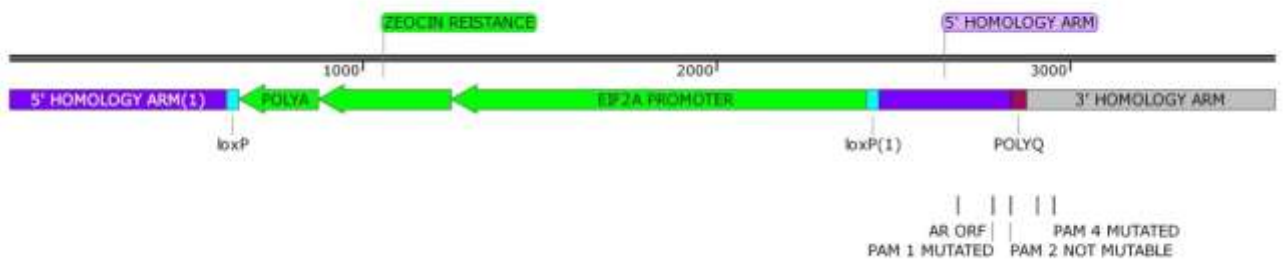 ZEOCIN REISTANCE 5' HOMOLOGY ARM
1000 2000 3000
5' HOMOLOGY ARM(1) POLYA EIF2A PROMOTER 3' HOMOLOGY ARM
loxP loxP(1) POLYQ
AR ORF PAM 4 MUTATED
PAM 1 MUTATED PAM 2 NOT MUTABLE